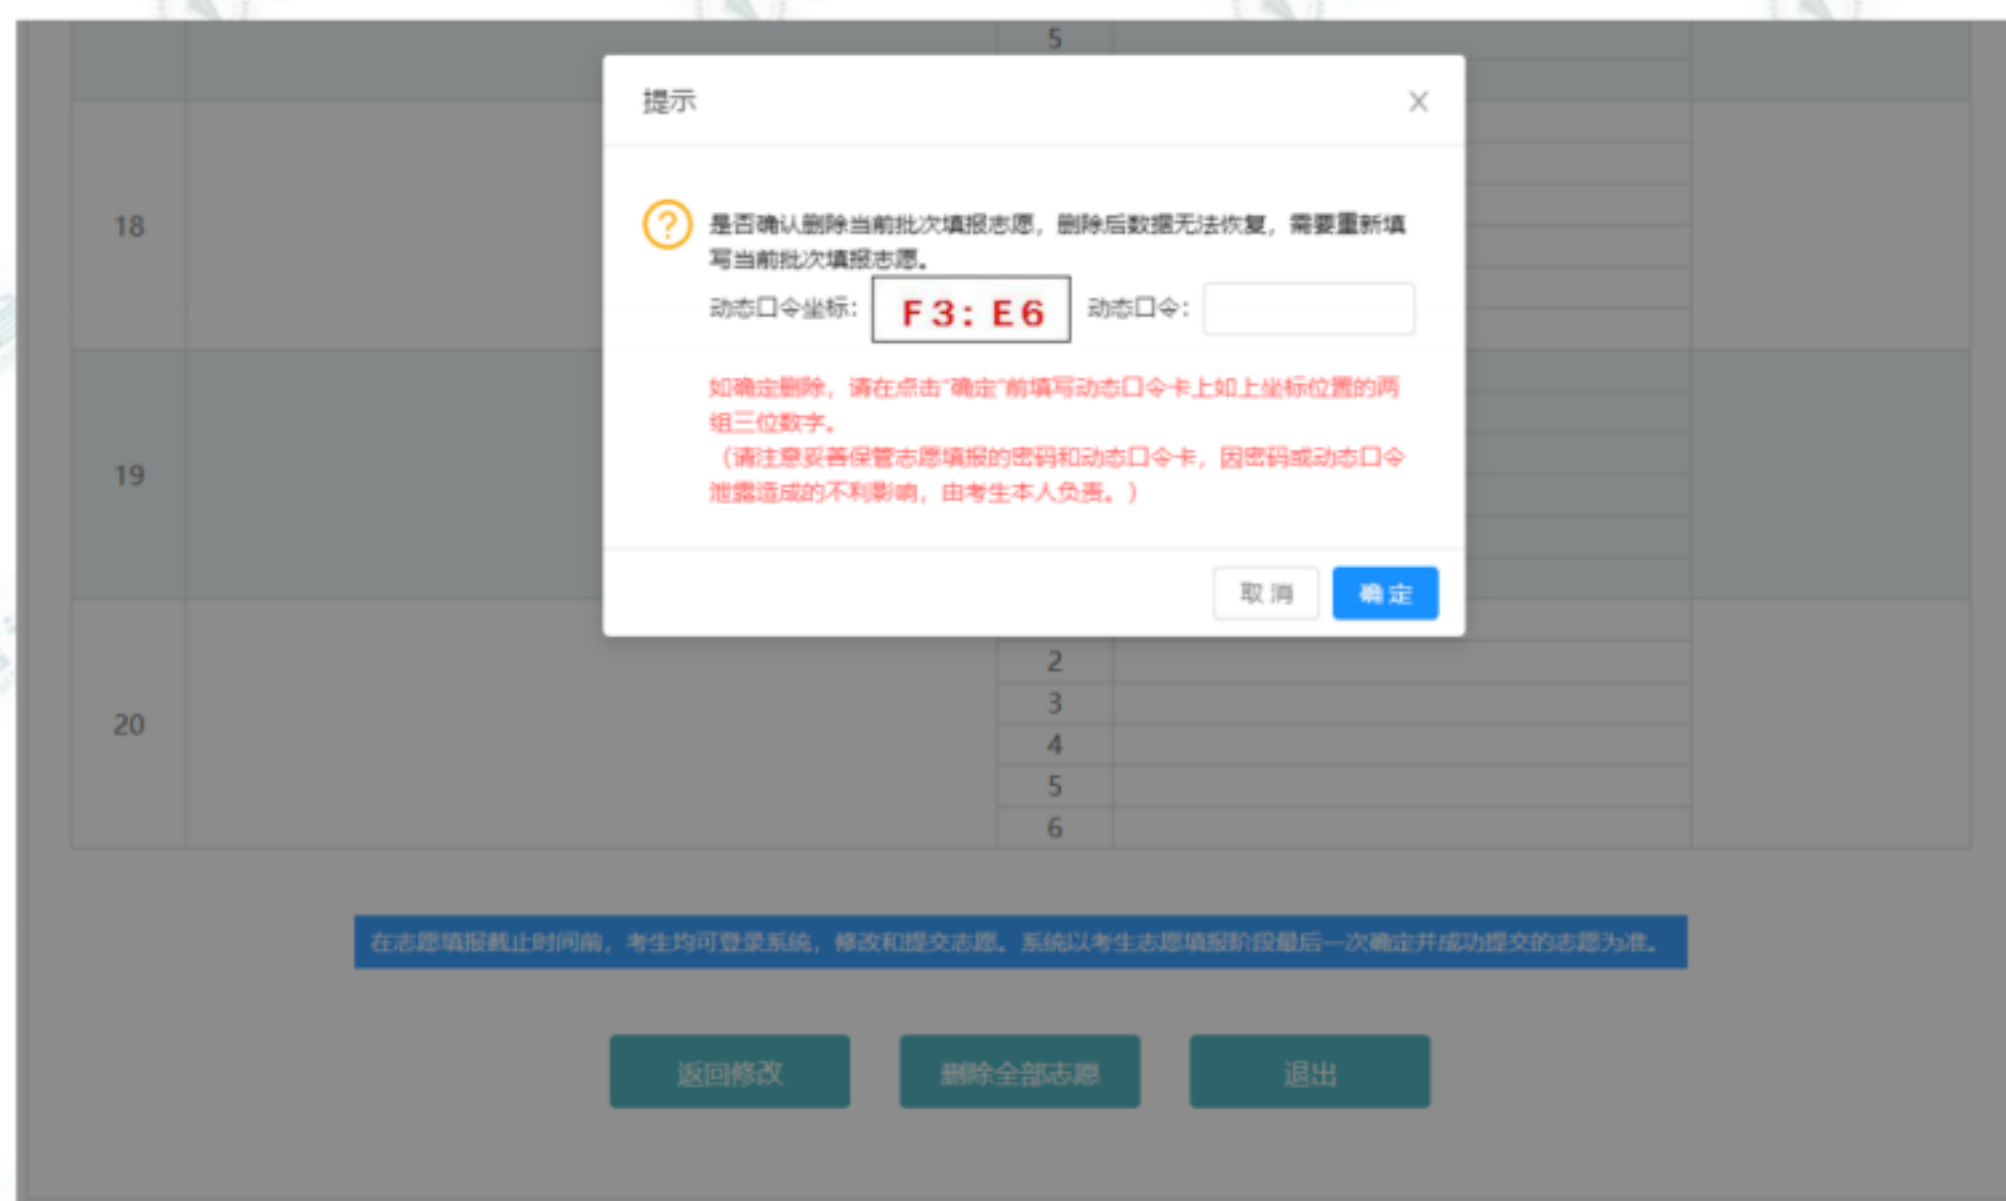 5
提示
18
是否确认删除当前批次填报志愿，删除后数据无法恢复，需要重新填
写当前批次填报志愿。
动态口令坐标： F3: E6 动态口令：
如确定删除，请在点击"确定"前填写动态口令卡上如上坐标位置的两
组三位数字。
（请注意妥善保管志愿填报的密码和动态口令卡，因密码或动态口令
泄露造成的不利影响，由考生本人负责。）
19
取 消 确 定
2
3
20
4
5
6
在志愿填报截止时间前，考生均可登录系统，修改和提交志愿。系统以考生志愿填报阶段最后一次确定并成功提交的志愿为准。
返回修改 删除全部志愿 退出